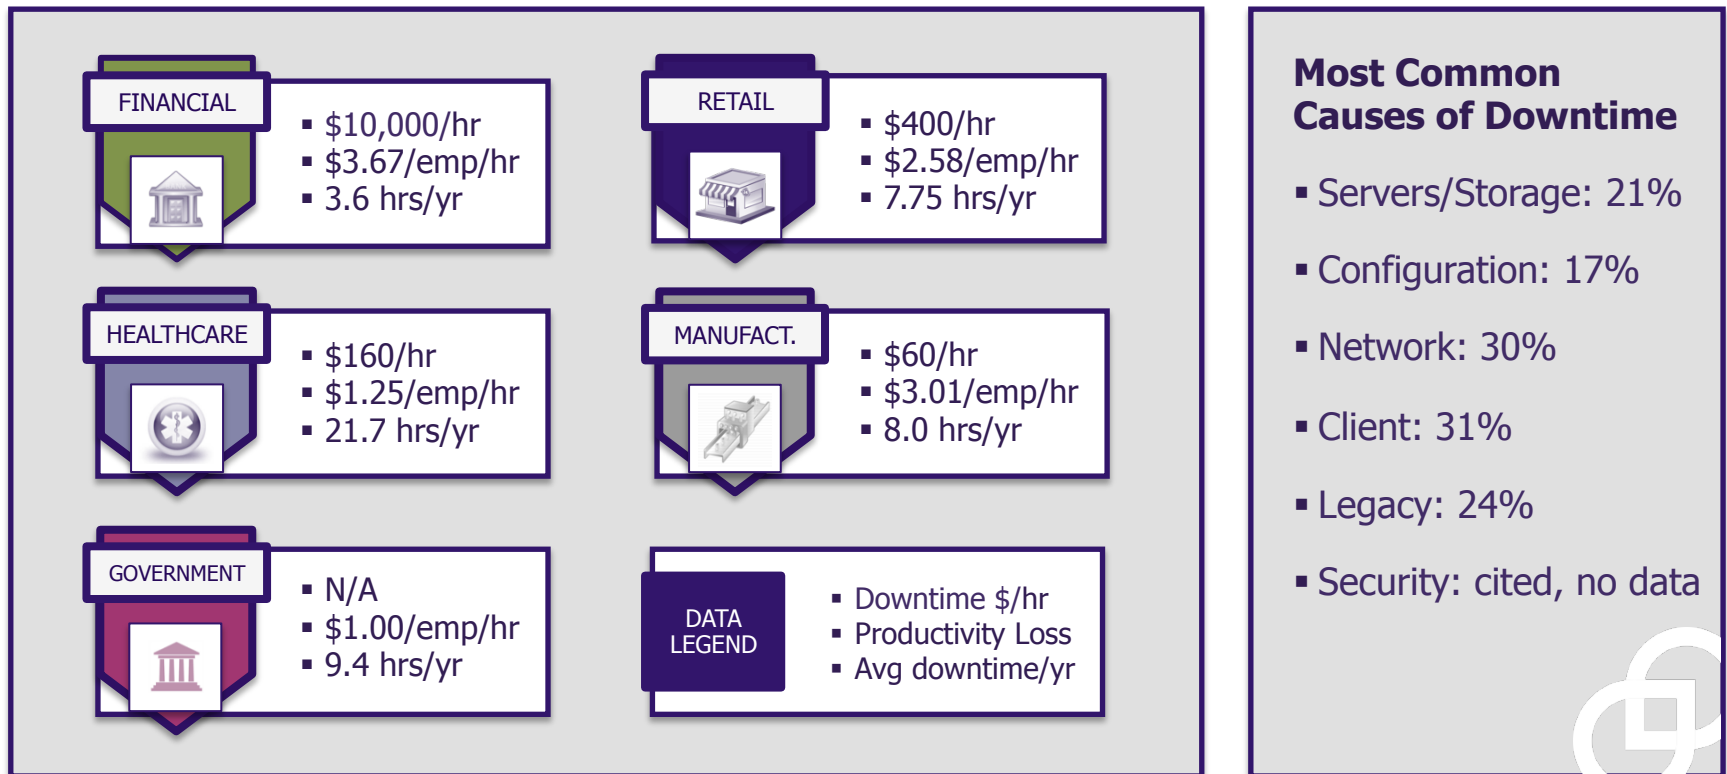 FINANCIAL
▪ $10,000/hr
▪ $3.67/emp/hr
▪ 3.6 hrs/yr
RETAIL
▪ $400/hr
▪ $2.58/emp/hr
▪ 7.75 hrs/yr
HEALTHCARE
▪ $160/hr
▪ $1.25/emp/hr
▪ 21.7 hrs/yr
MANUFACT.
▪ $60/hr
▪ $3.01/emp/hr
▪ 8.0 hrs/yr
GOVERNMENT
▪ N/A
▪ $1.00/emp/hr
▪ 9.4 hrs/yr
DATA
LEGEND
▪ Downtime $/hr
▪ Productivity Loss
▪ Avg downtime/yr
Most Common
Causes of Downtime
▪ Servers/Storage: 21%
▪ Configuration: 17%
▪ Network: 30%
▪ Client: 31%
▪ Legacy: 24%
▪ Security: cited, no data